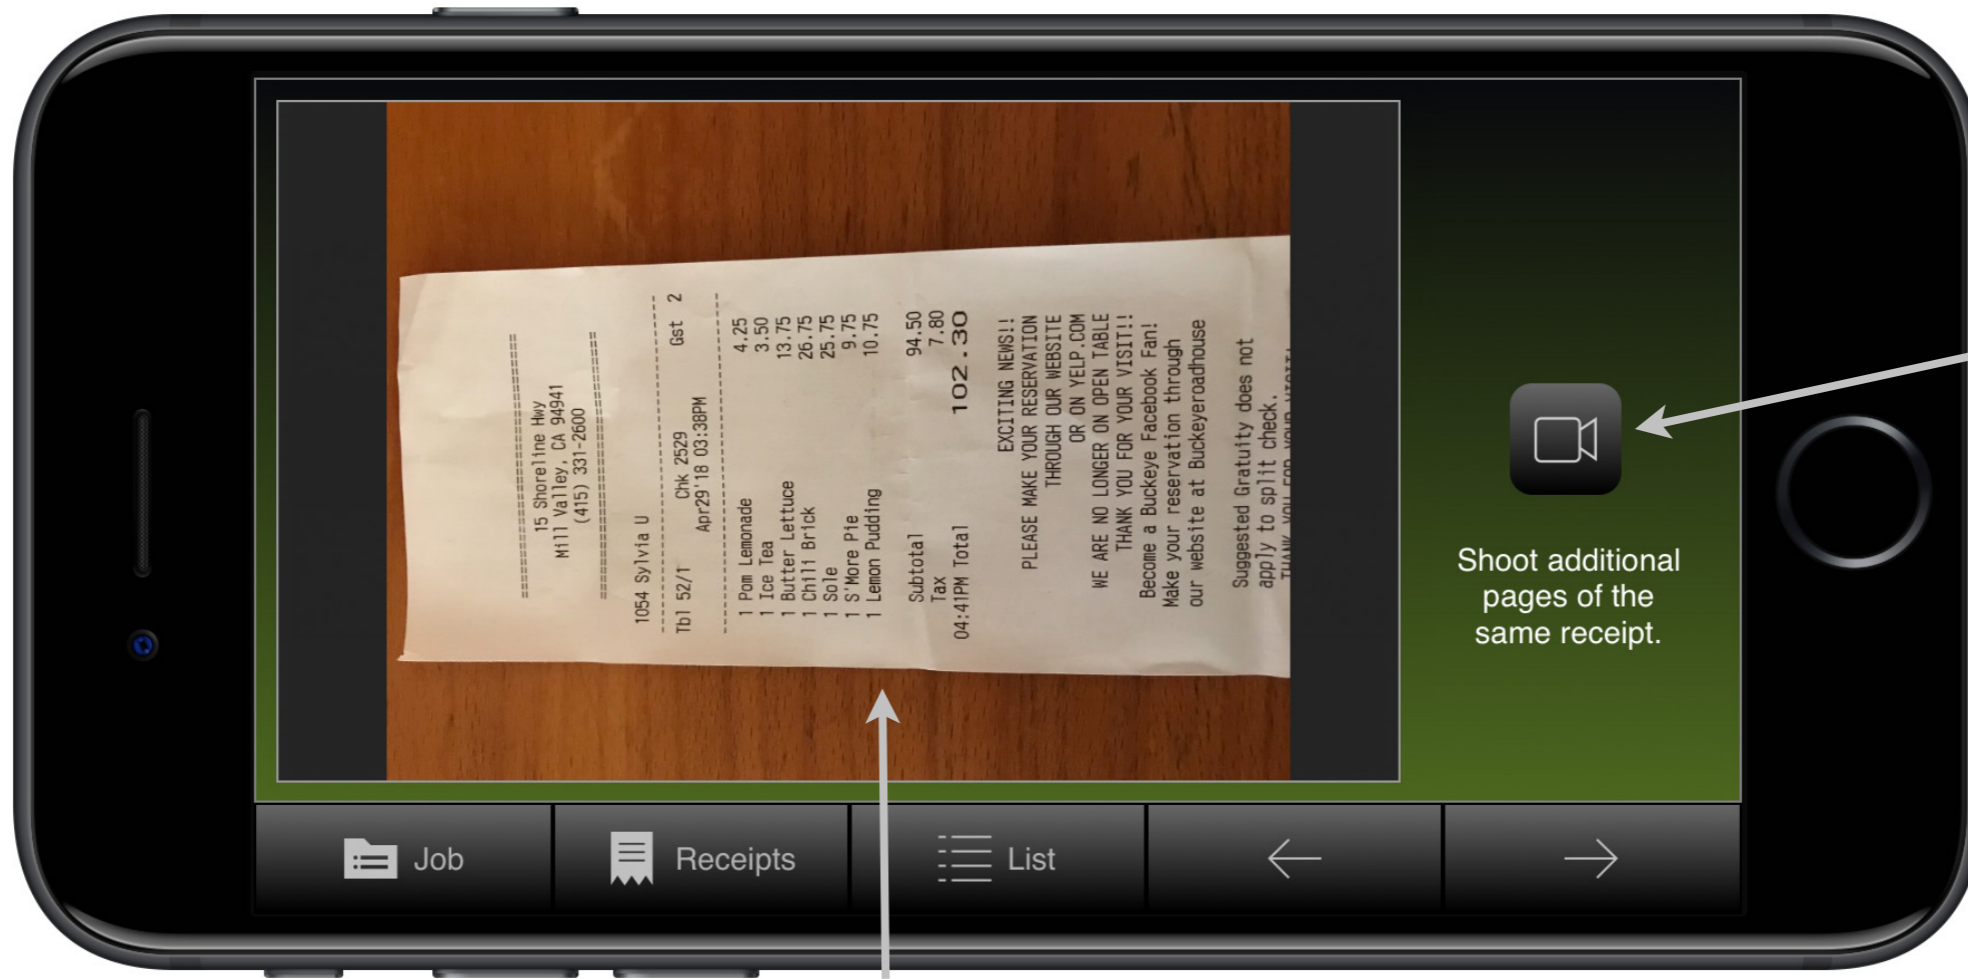 ======================
15 Shoreline Hwy
Mill Valley, CA 94941
(415) 331-2600
======================
1054 Sylvia U
Tbl 52/1 Chk 2529 Gst 2
Apr29'18 03:38PM
1 Pom Lemonade 4.25
1 Ice Tea 3.50
1 Butter Lettuce 13.75
1 Chili Brick 26.75
1 Sole 25.75
1 S'More Pie 9.75
1 Lemon Pudding 10.75
Subtotal 94.50
Tax 7.80
04:41PM Total 102.30
EXCITING NEWS!!
PLEASE MAKE YOUR RESERVATION
THROUGH OUR WEBSITE
OR ON YELP.COM
WE ARE NO LONGER ON OPEN TABLE
THANK YOU FOR YOUR VISIT!!
Become a Buckeye Facebook Fan!
Make your reservation through
our website at Buckeyeroadhouse
Suggested Gratuity does not
apply to split check.
THANK YOU FOR YOUR VISIT!
Shoot additional
pages of the
same receipt.
Job
Receipts
List